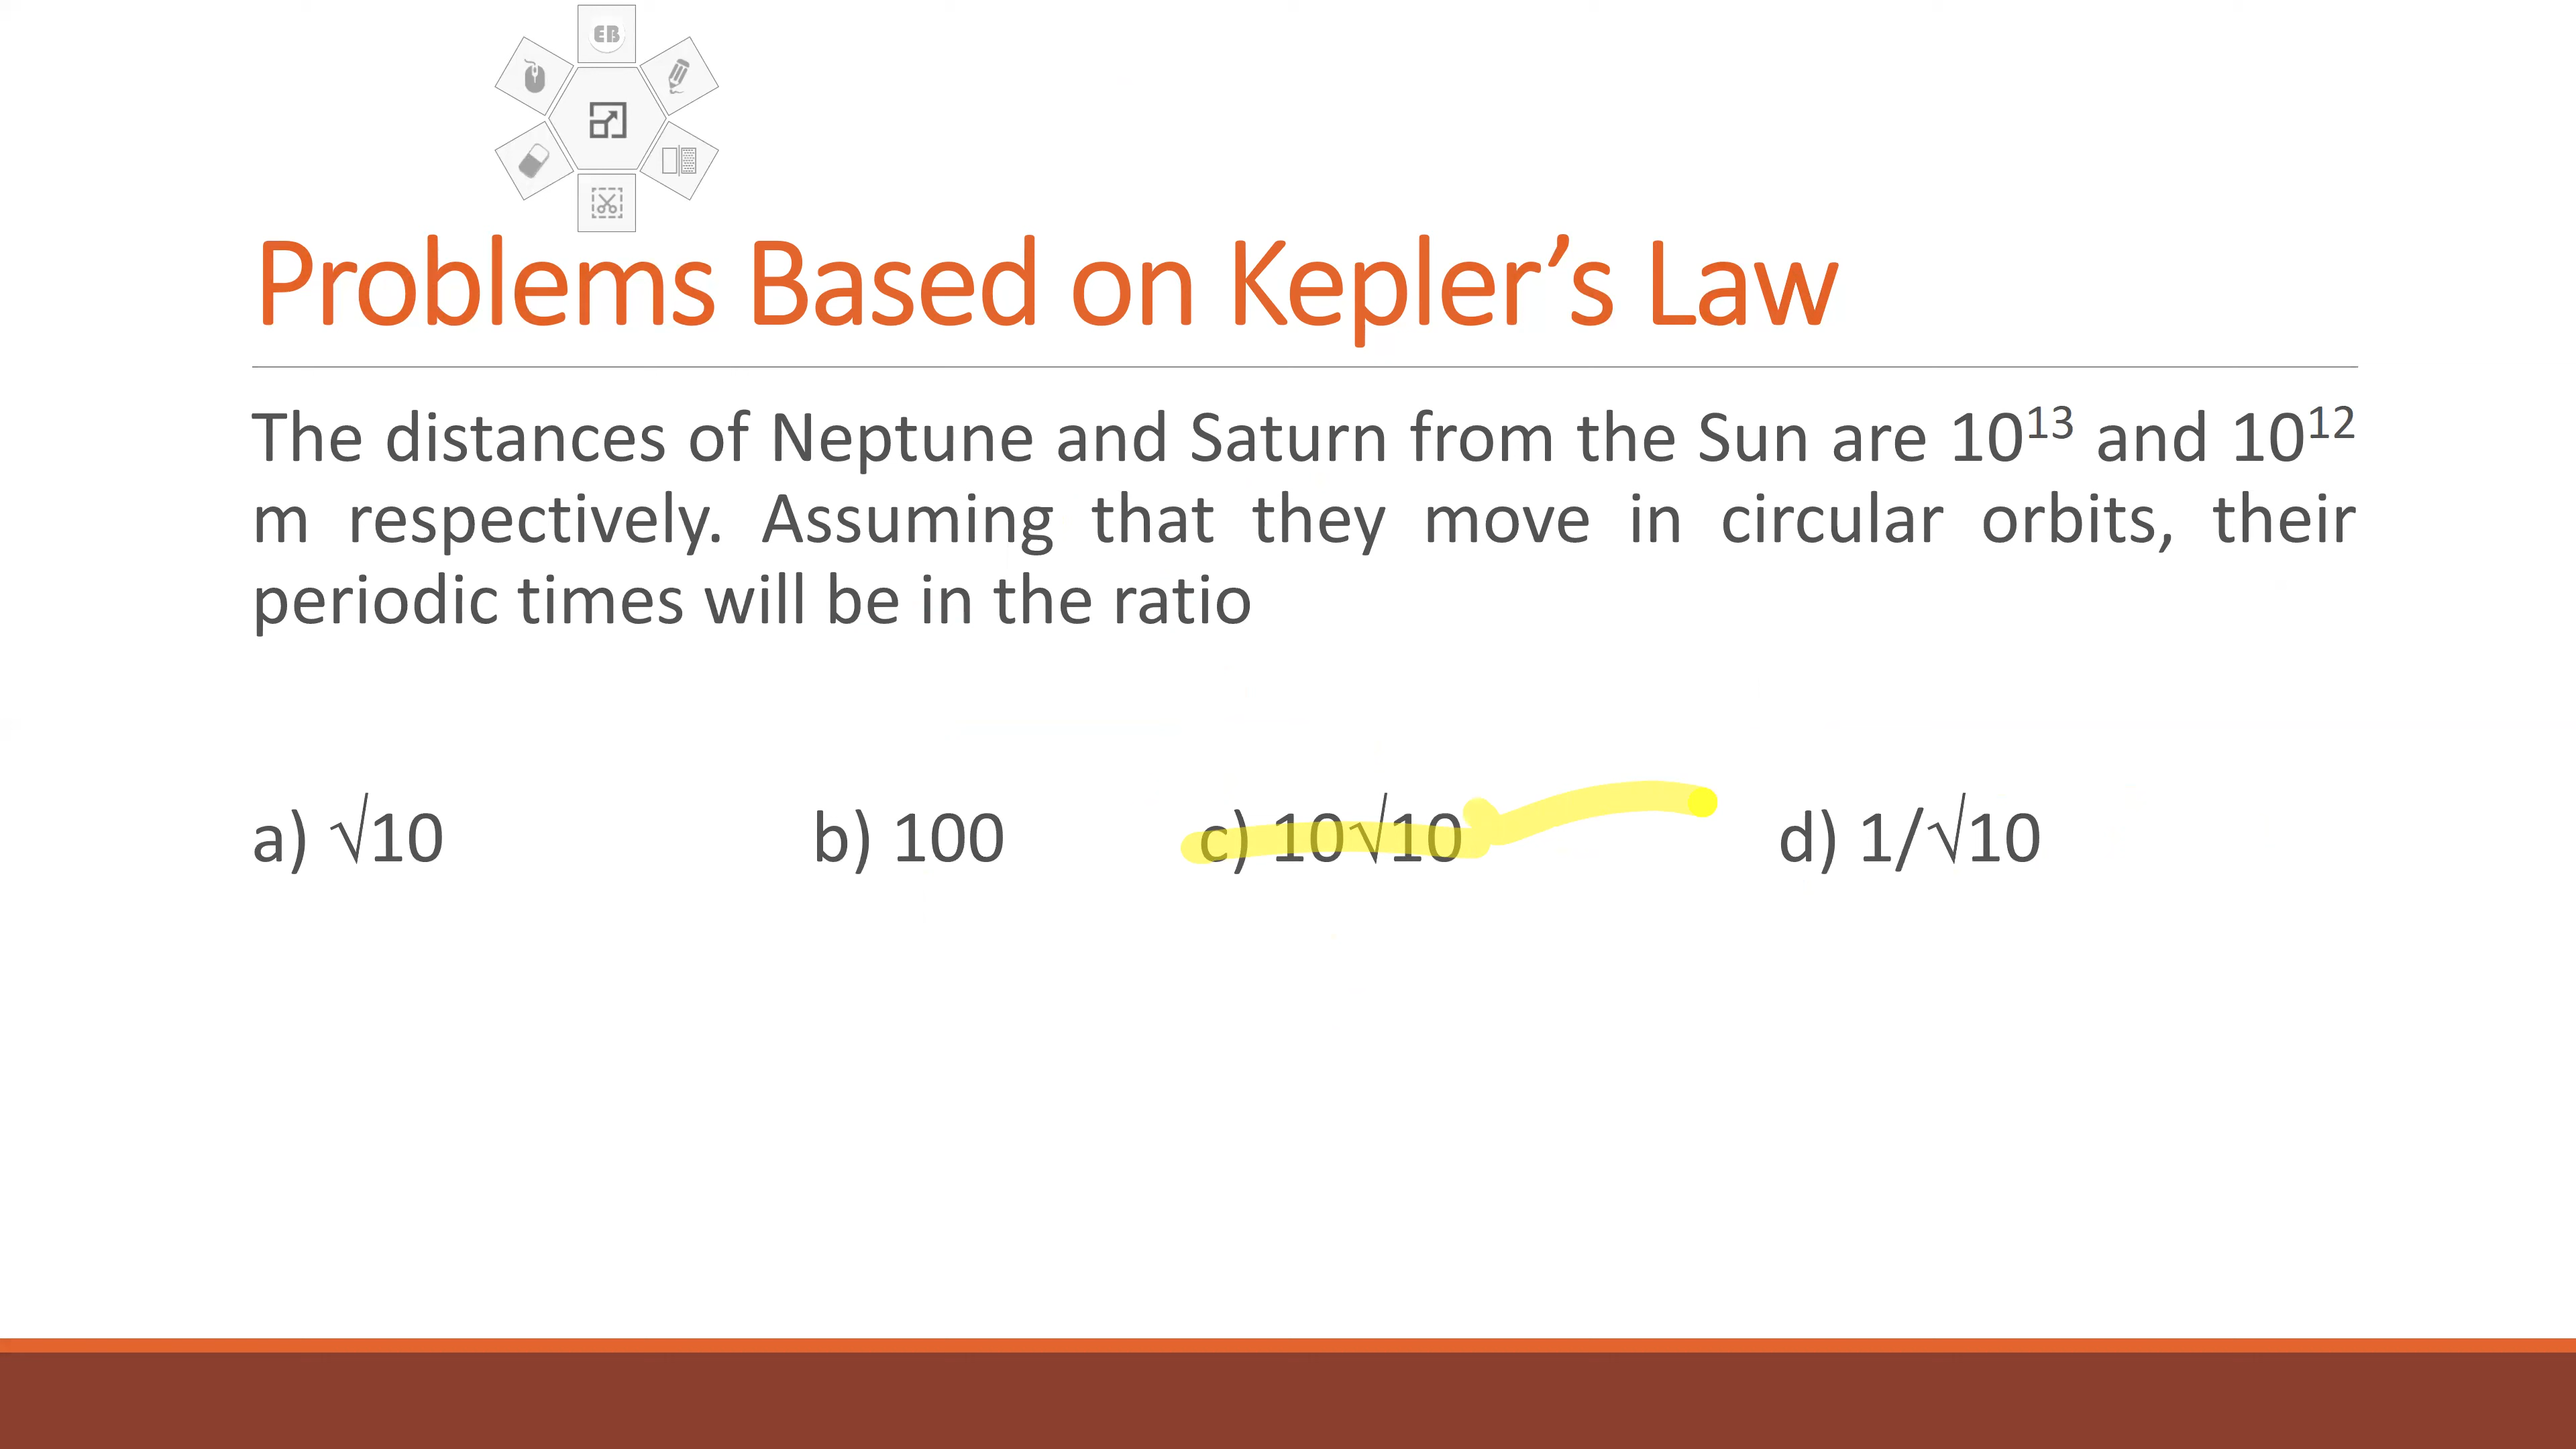 EB
Problems Based on Kepler’s Law
The distances of Neptune and Saturn from the Sun are 10¹³ and 10¹²
m respectively. Assuming that they move in circular orbits, their
periodic times will be in the ratio
a) √10 b) 100 c) 10√10 d) 1/√10